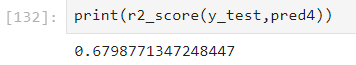 [132]: print(r2_score(y_test,pred4))
0.6798771347248447